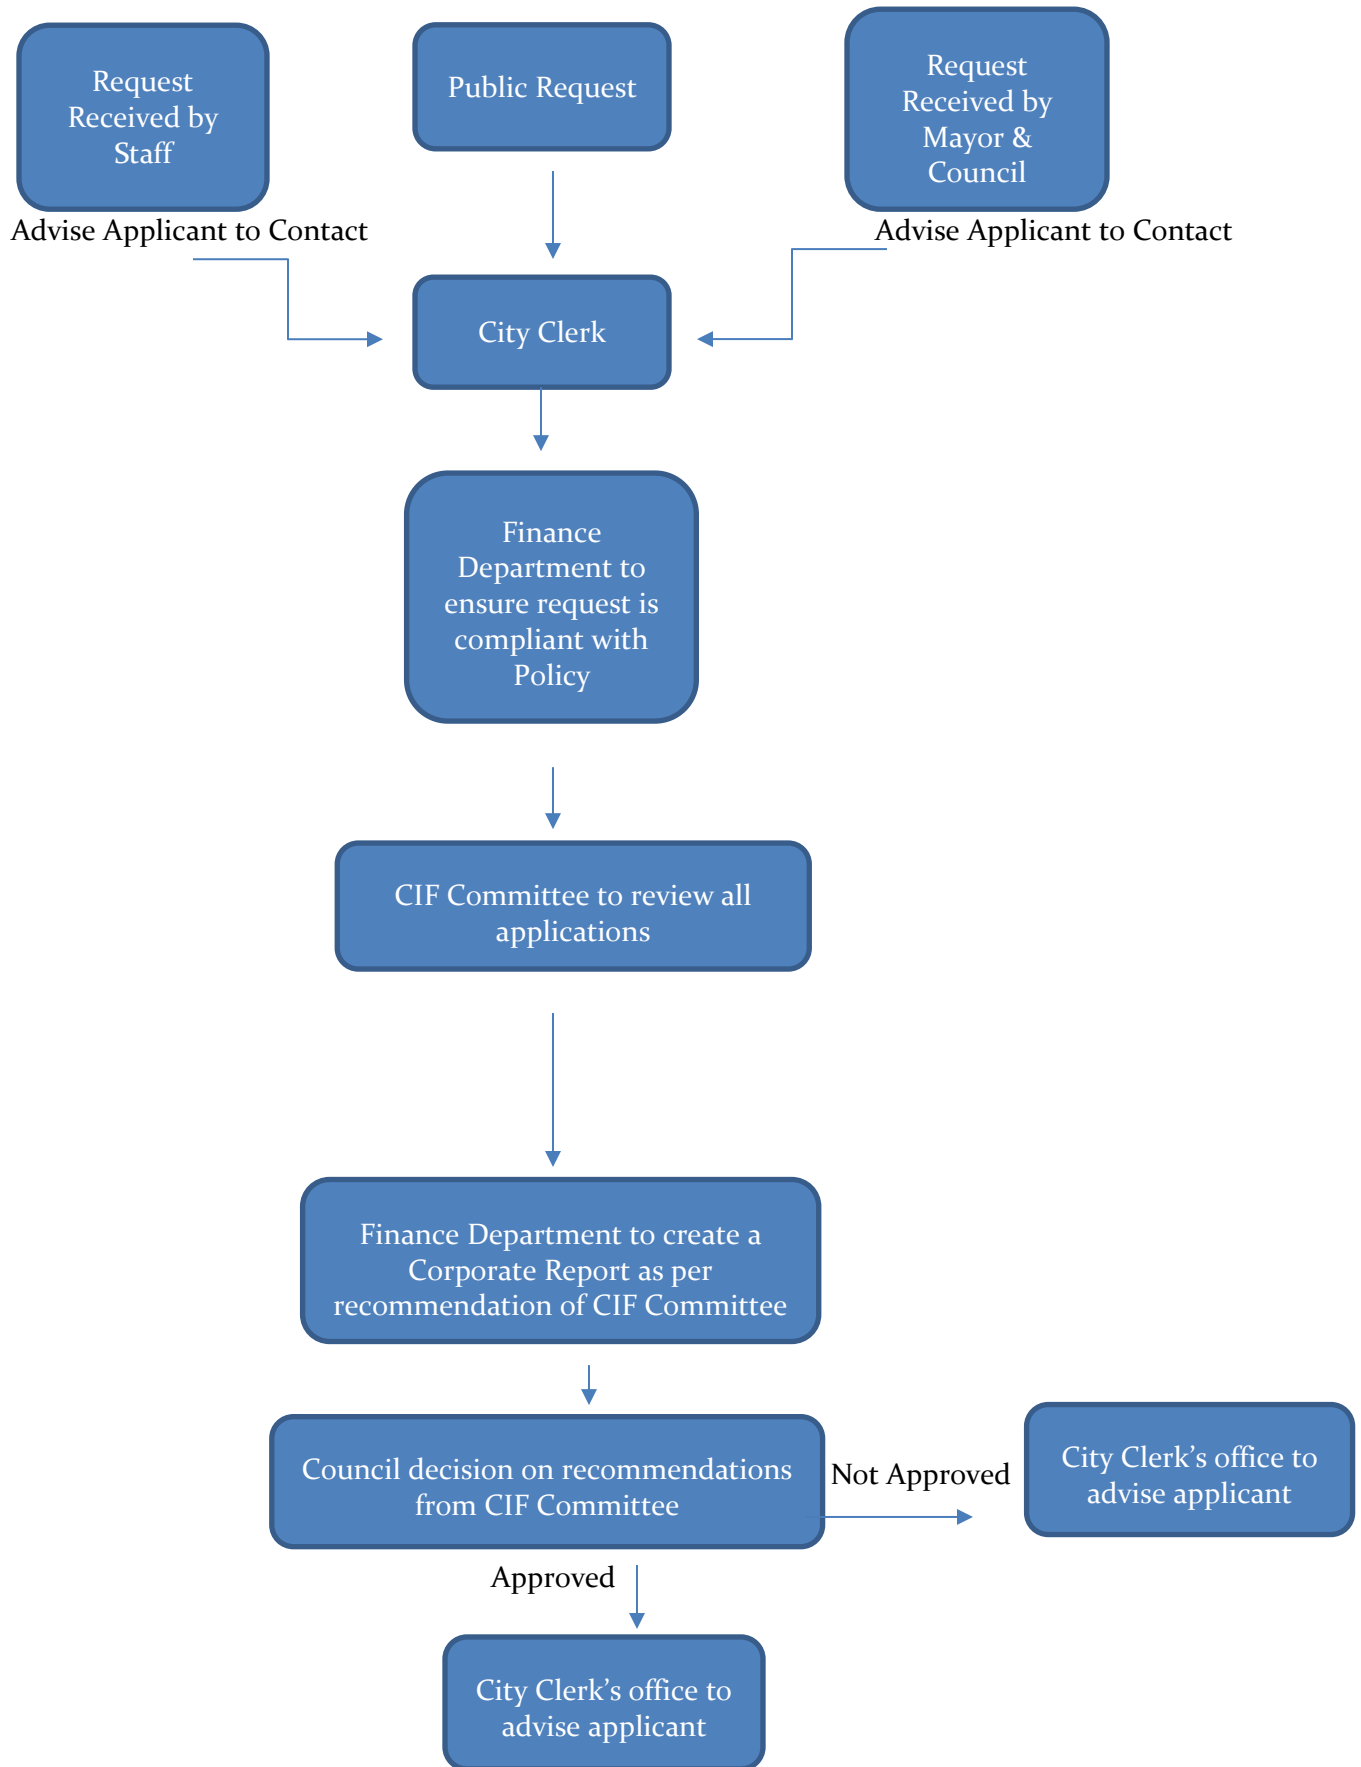 Request
Received by
Staff
Public Request
Request
Received by
Mayor &
Council
Advise Applicant to Contact
Advise Applicant to Contact
City Clerk
Finance
Department to
ensure request is
compliant with
Policy
CIF Committee to review all
applications
Finance Department to create a
Corporate Report as per
recommendation of CIF Committee
Council decision on recommendations
from CIF Committee
Not Approved
City Clerk’s office to
advise applicant
Approved
City Clerk’s office to
advise applicant